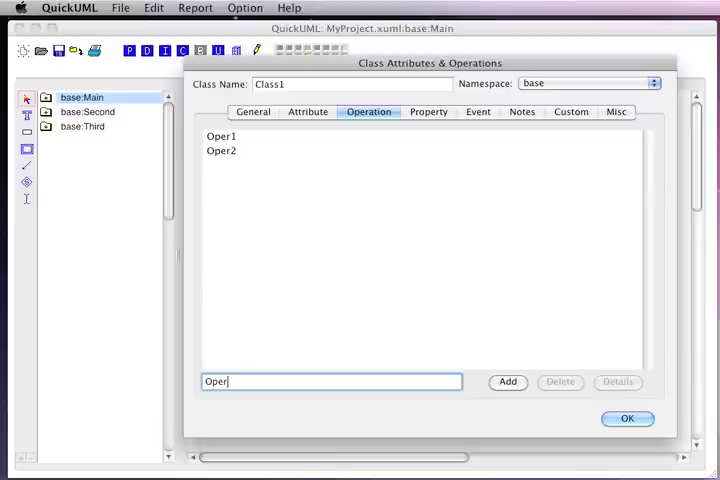 QuickUML File Edit Report Option Help
QuickUML: MyProject.xuml:base:Main
P D I C B U
Class Attributes & Operations
Class Name: Class1 Namespace: base
General Attribute Operation Property Event Notes Custom Misc
base:Main
base:Second
base:Third
Oper1
Oper2
Oper
Add Delete Details
OK